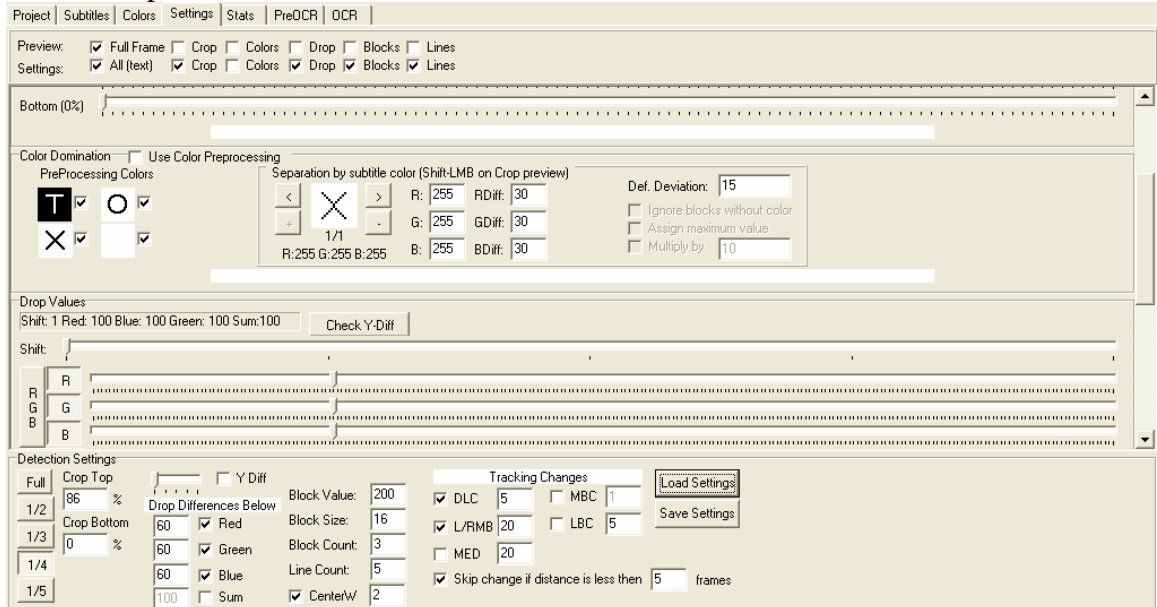 Project Subtitles Colors Settings Stats PreOCR OCR
Preview: Full Frame Crop Colors Drop Blocks Lines
Settings: All (text) Crop Colors Drop Blocks Lines
Bottom (0%)
Color Domination Use Color Preprocessing
PreProcessing Colors
T O
X
Separation by subtitle color (Shift-LMB on Crop preview)
< > R: 255 RDiff: 30
+ - G: 255 GDiff: 30
1/1
R:255 G:255 B:255 B: 255 BDiff: 30
Def. Deviation: 15
Ignore blocks without color
Assign maximum value
Multiply by 10
Drop Values
Shift: 1 Red: 100 Blue: 100 Green: 100 Sum:100 Check Y-Diff
Shift:
R G B
R
G
B
Detection Settings
Full
1/2
1/3
1/4
1/5
Crop Top
86 %
Crop Bottom
0 %
Y Diff
Drop Differences Below
60 Red
60 Green
60 Blue
100 Sum
Block Value: 200
Block Size: 16
Block Count: 3
Line Count: 5
CenterW 2
Tracking Changes
DLC 5 MBC 1
L/RMB 20 LBC 5
MED 20
Skip change if distance is less then 5 frames
Load Settings
Save Settings